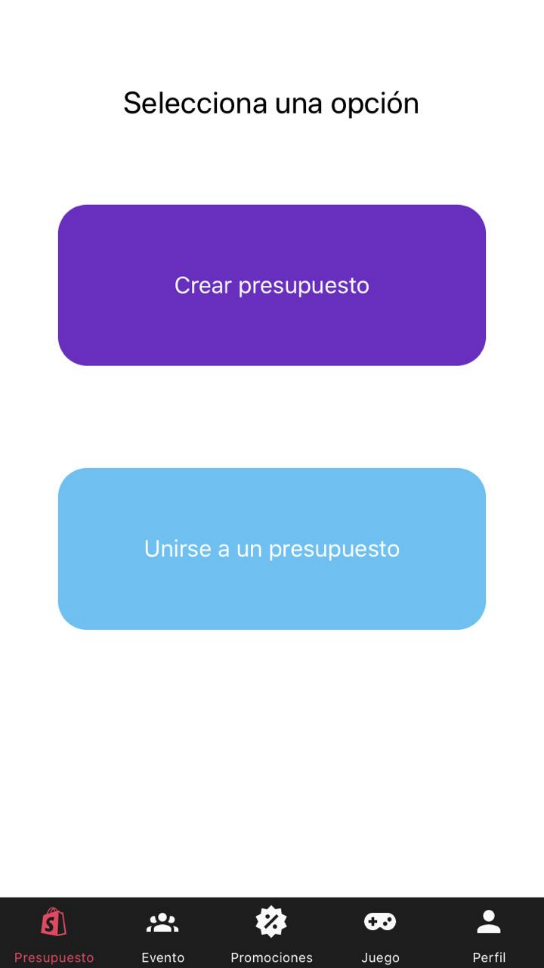 Selecciona una opción
Crear presupuesto
Unirse a un presupuesto
Presupuesto
Evento
Promociones
Juego
Perfil